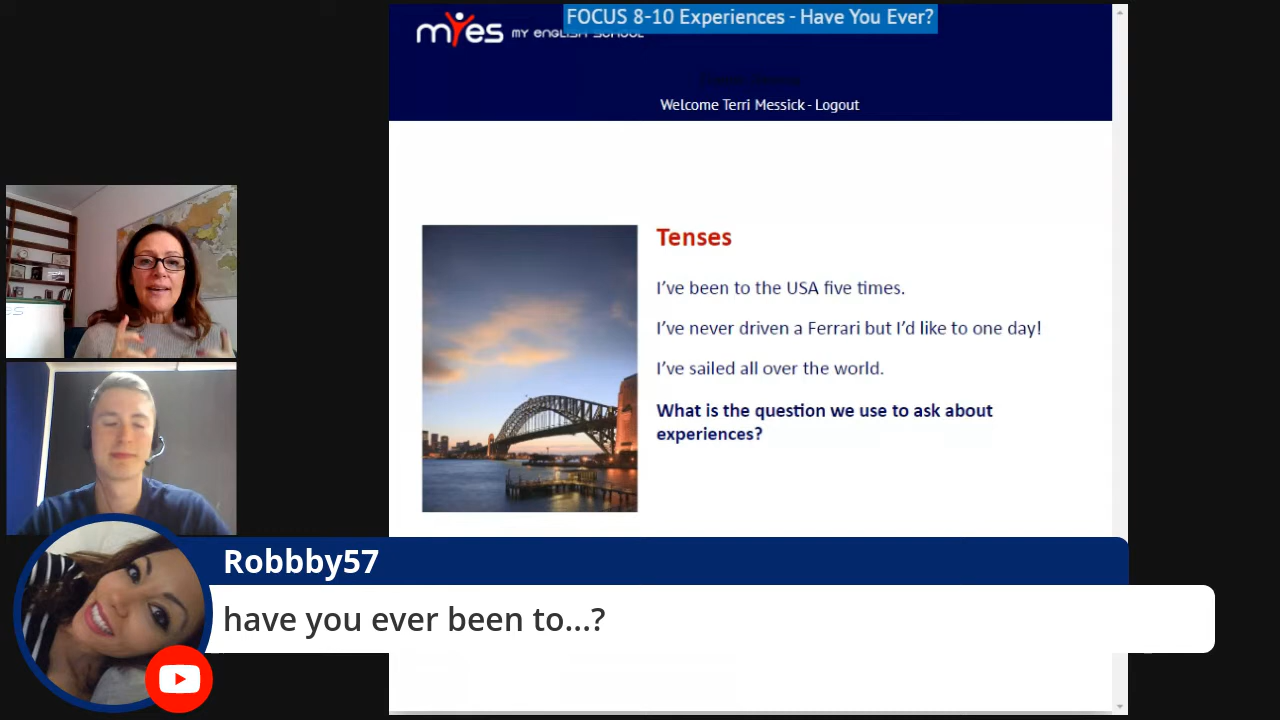 FOCUS 8-10 Experiences - Have You Ever?
myes MY ENGLISH SCHOOL
Welcome Terri Messick - Logout
Tenses
I've been to the USA five times.
I've never driven a Ferrari but I'd like to one day!
I've sailed all over the world.
What is the question we use to ask about
experiences?
Robbby57
have you ever been to...?